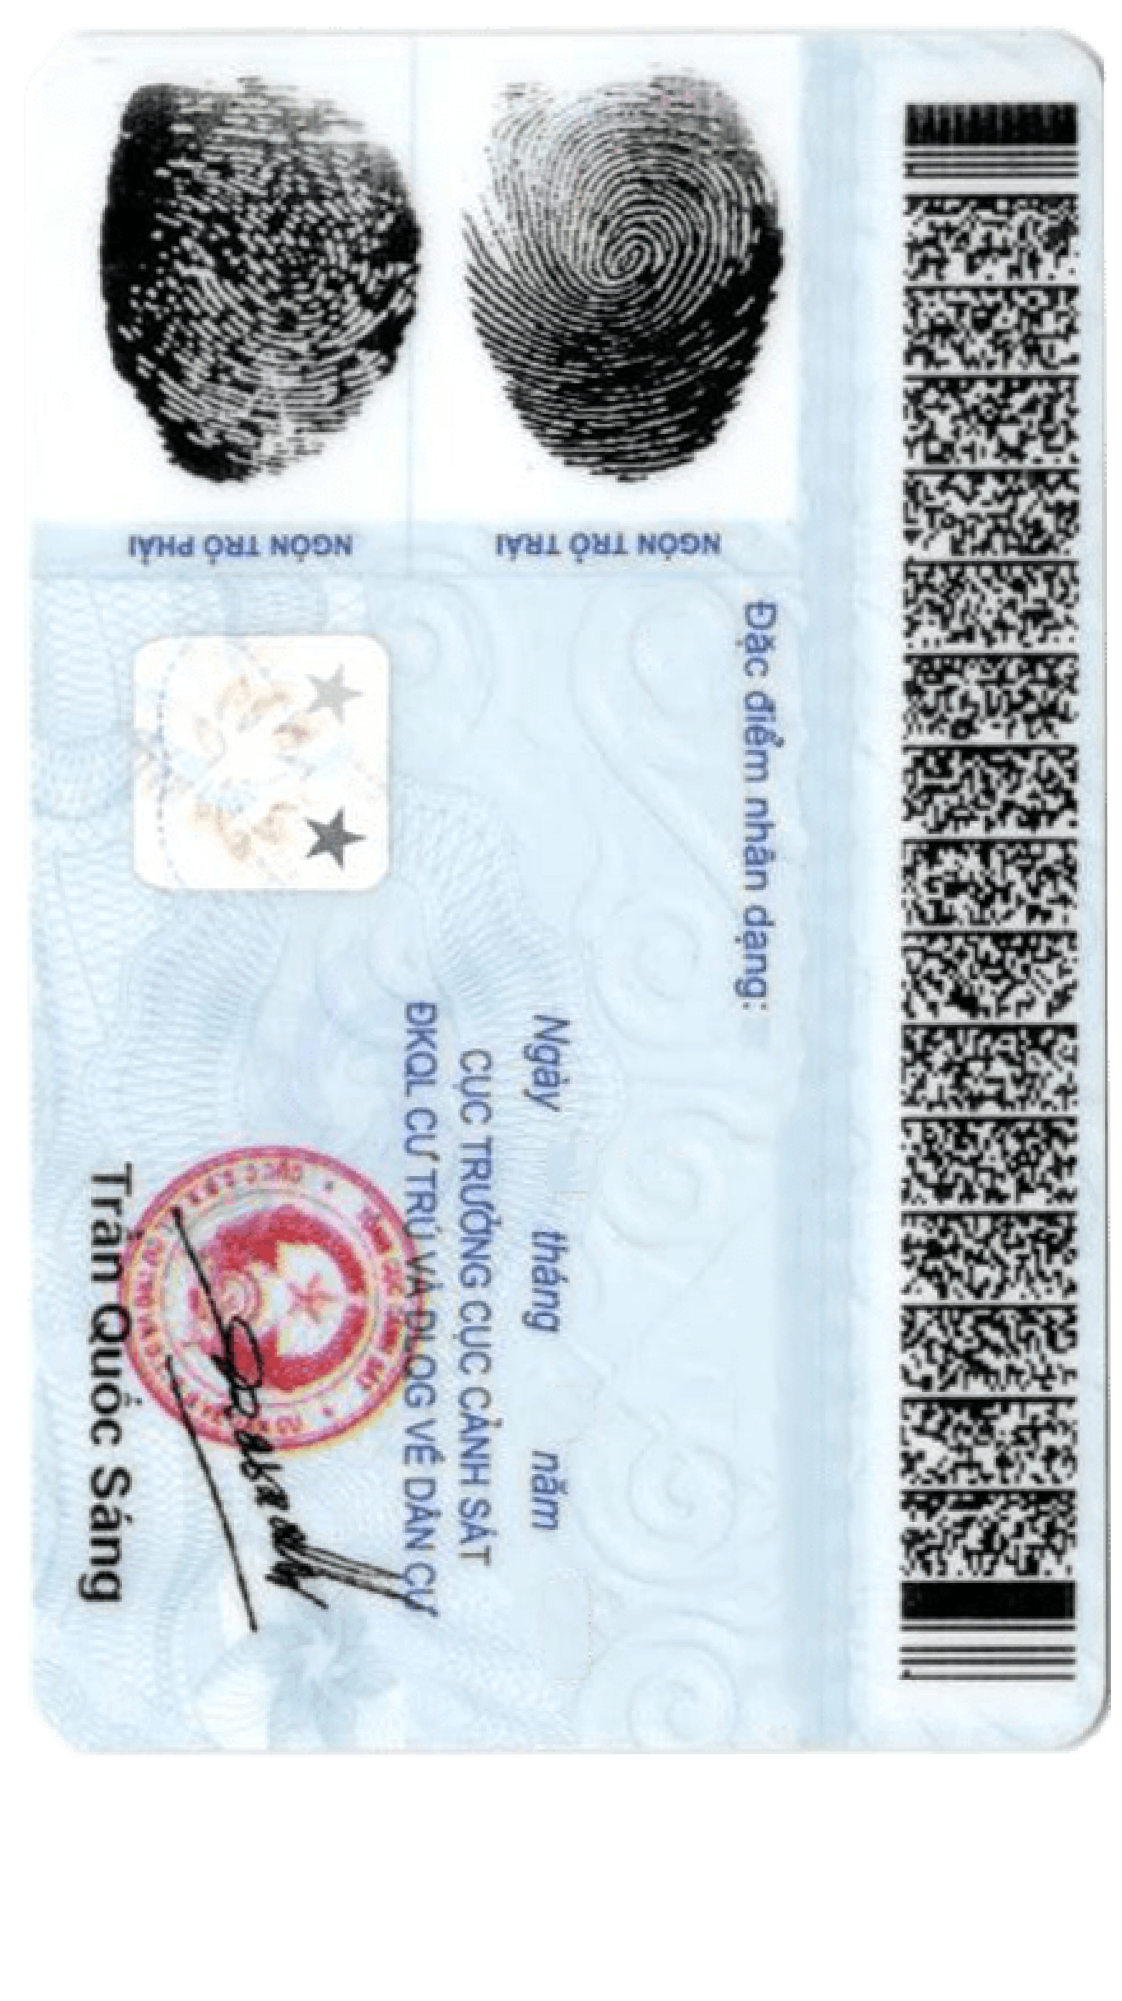 NGÓN TRỎ TRÁI
NGÓN TRỎ PHẢI
Đặc điểm nhân dạng:
Ngày tháng năm
CỤC TRƯỞNG CỤC CẢNH SÁT
ĐKQL CƯ TRÚ VÀ DLQG VỀ DÂN CƯ
Trần Quốc Sáng